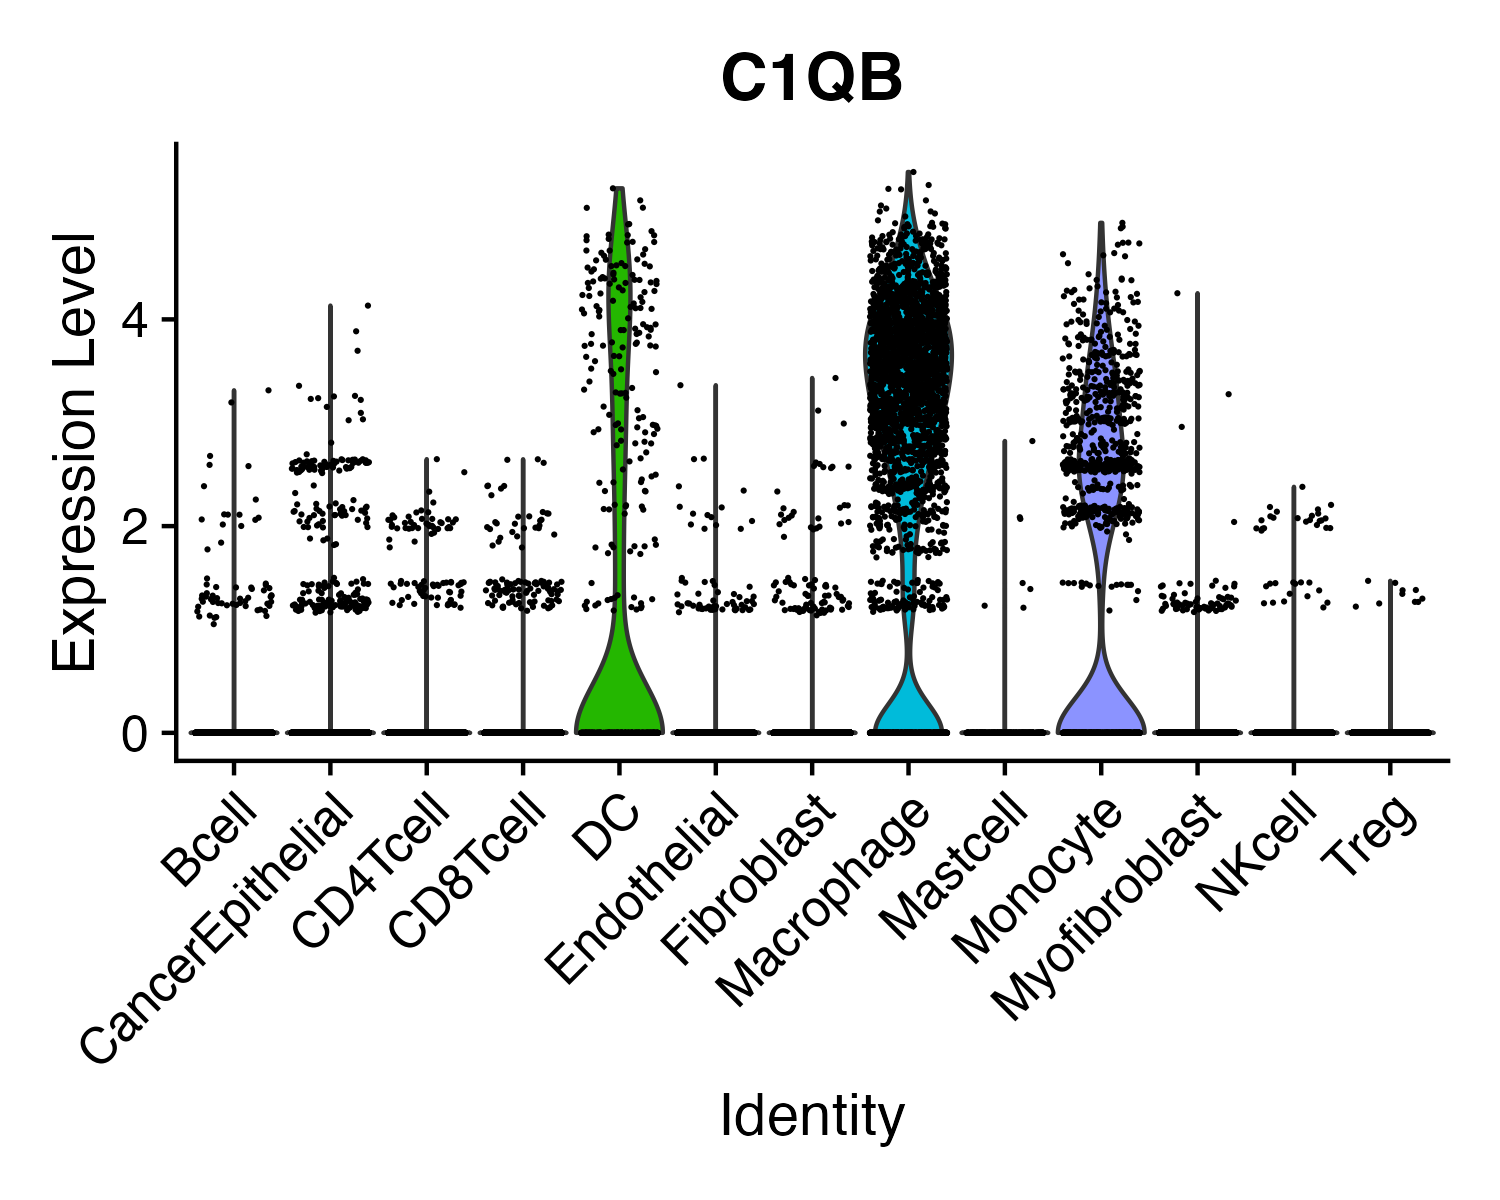 C1QB
Expression Level
4
2
0
Bcell
CancerEpithelial
CD4Tcell
CD8Tcell
DC
Endothelial
Fibroblast
Macrophage
Mastcell
Monocyte
Myofibroblast
NKcell
Treg
Identity